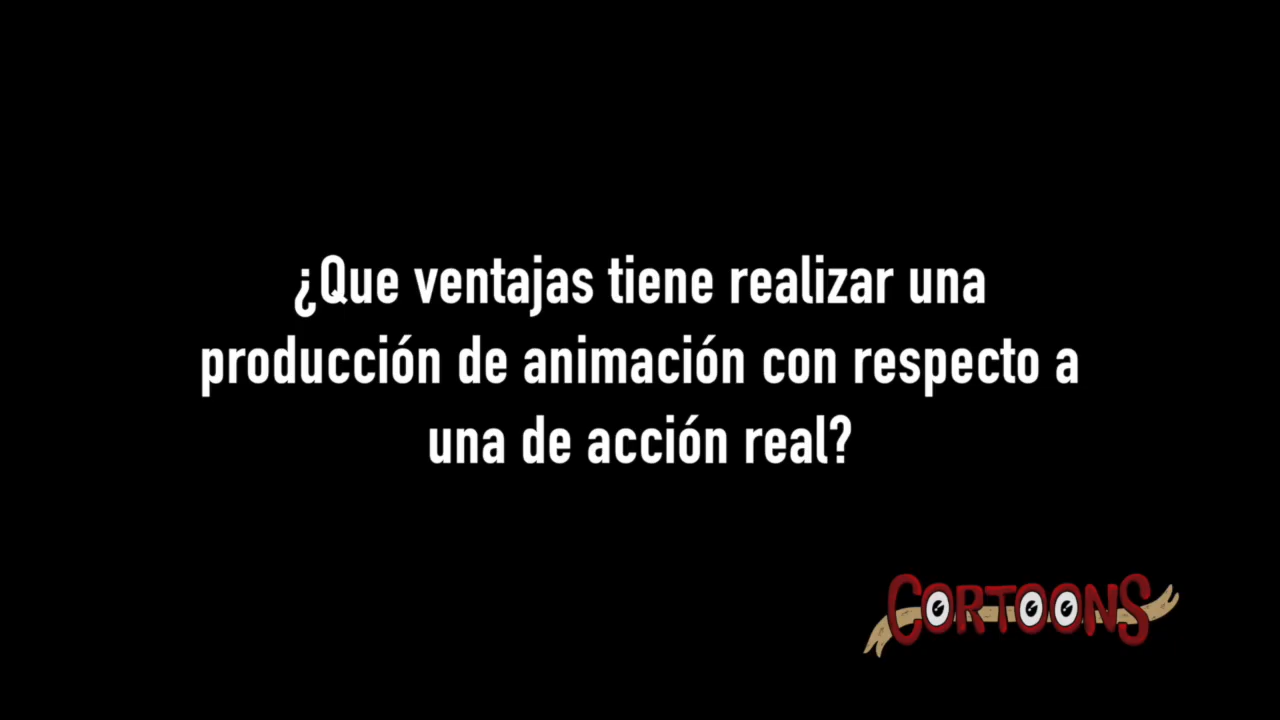 ¿Que ventajas tiene realizar una
producción de animación con respecto a
una de acción real?
CORTOONS